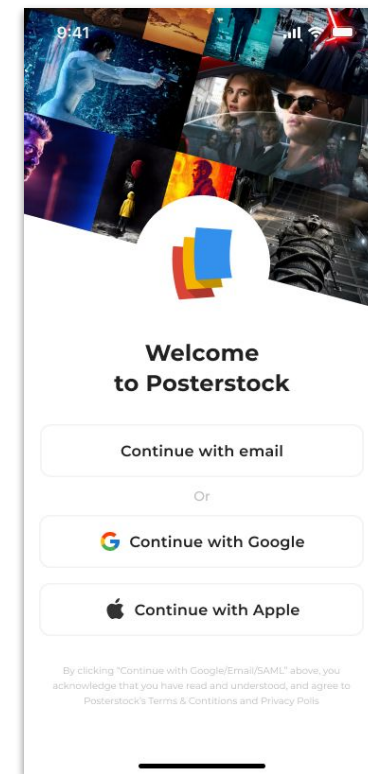 9:41
Welcome
to Posterstock
Continue with email
Or
Continue with Google
Continue with Apple
By clicking "Continue with Google/Email/SAML" above, you
acknowledge that you have read and understood, and agree to
Posterstock's Terms & Contitions and Privacy Polis